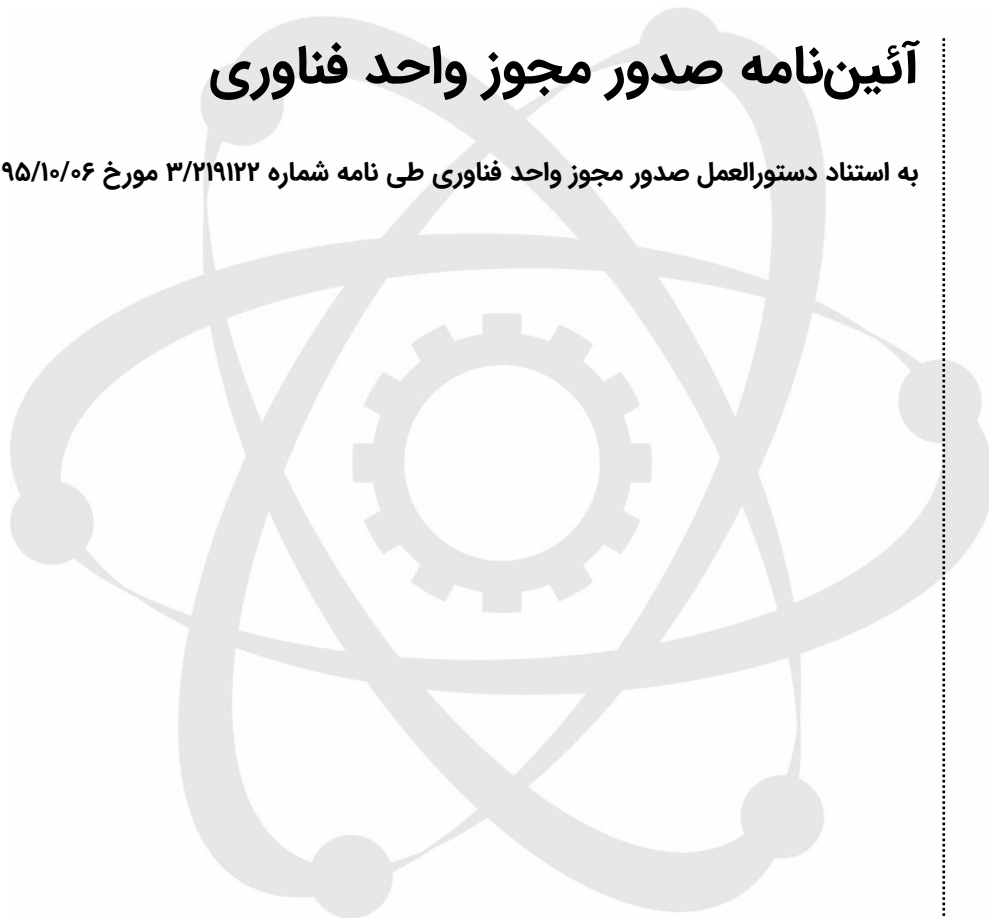 آئین‌نامه صدور مجوز واحد فناوری
به استناد دستورالعمل صدور مجوز واحد فناوری طی نامه شماره ۳/۲۱۹۱۲۲ مورخ ۹۵/۱۰/۰۶